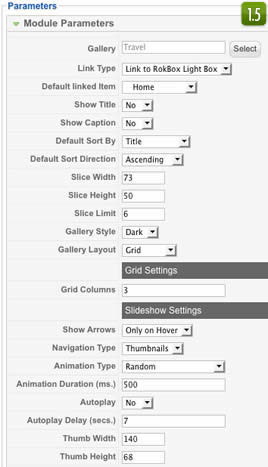 Parameters
1.5
Module Parameters
Gallery Travel Select
Link Type Link to RokBox Light Box
Default linked Item Home
Show Title No
Show Caption No
Default Sort By Title
Default Sort Direction Ascending
Slice Width 73
Slice Height 50
Slice Limit 6
Gallery Style Dark
Gallery Layout Grid
Grid Settings
Grid Columns 3
Slideshow Settings
Show Arrows Only on Hover
Navigation Type Thumbnails
Animation Type Random
Animation Duration (ms.) 500
Autoplay No
Autoplay Delay (secs.) 7
Thumb Width 140
Thumb Height 68